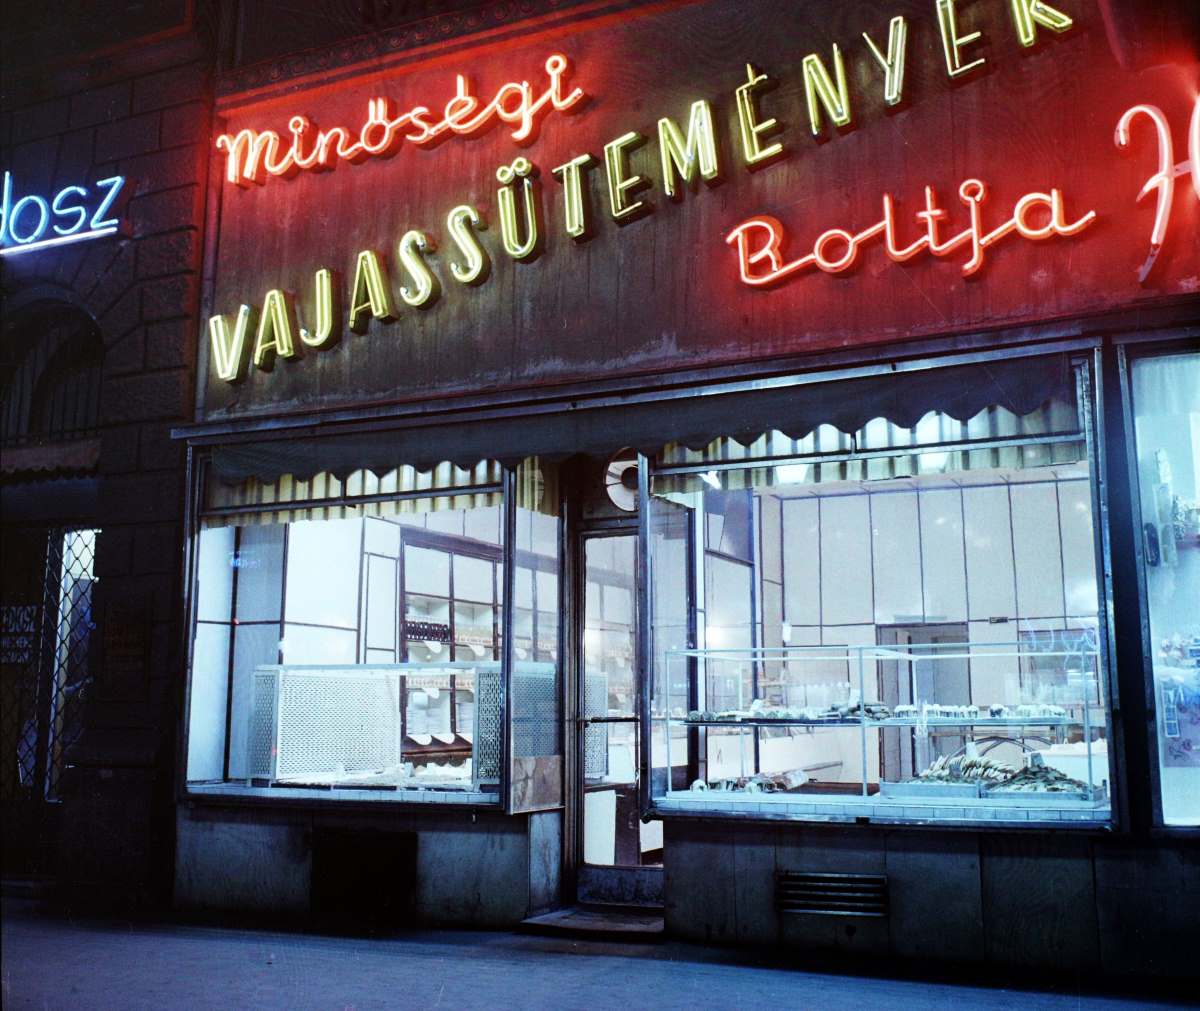 Minőségi
VAJASSÜTEMÉNYEK
Boltja
dosz